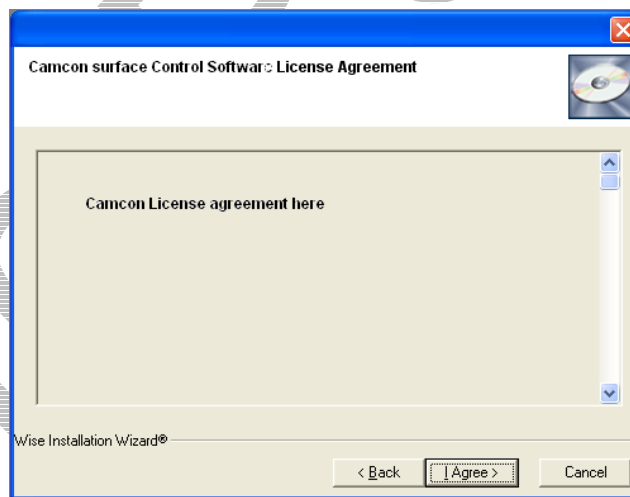 Camcon surface Control Software License Agreement
Camcon License agreement here
Wise Installation Wizard®
< Back
I Agree >
Cancel